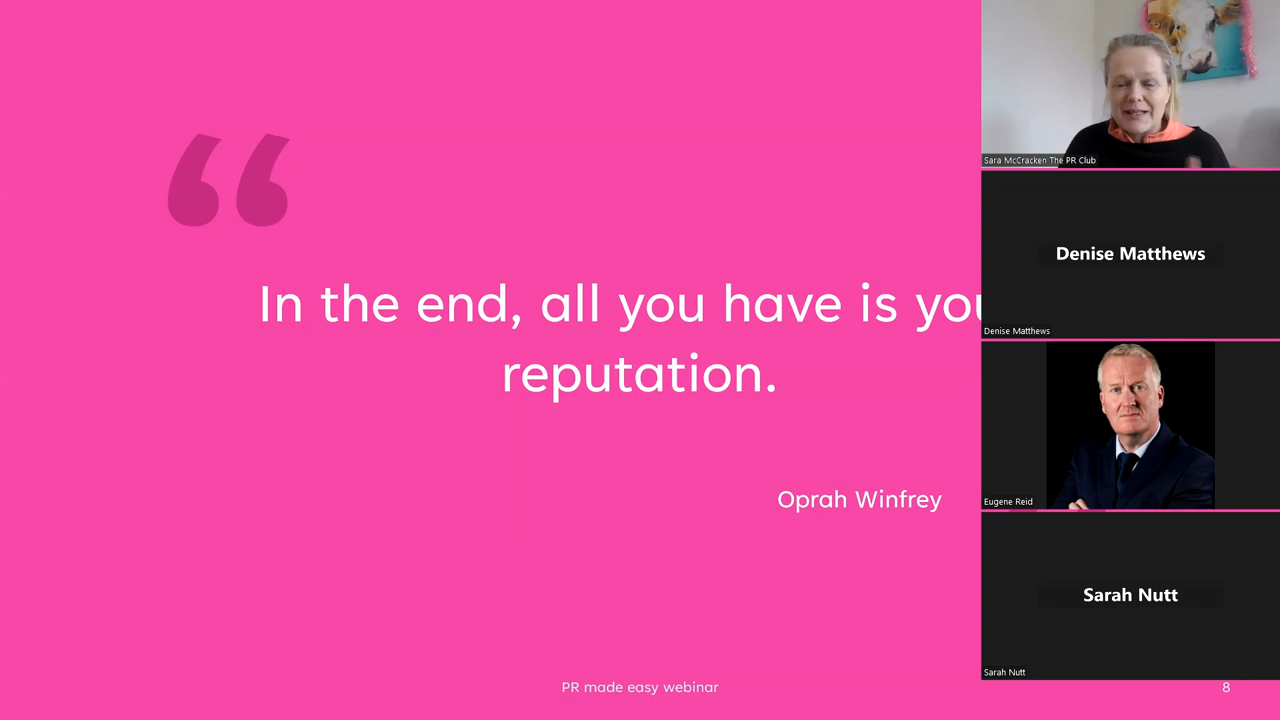 “
In the end, all you have is you
reputation.
Oprah Winfrey
PR made easy webinar
8
Sara McCracken The PR Club
Denise Matthews
Denise Matthews
Eugene Reid
Sarah Nutt
Sarah Nutt